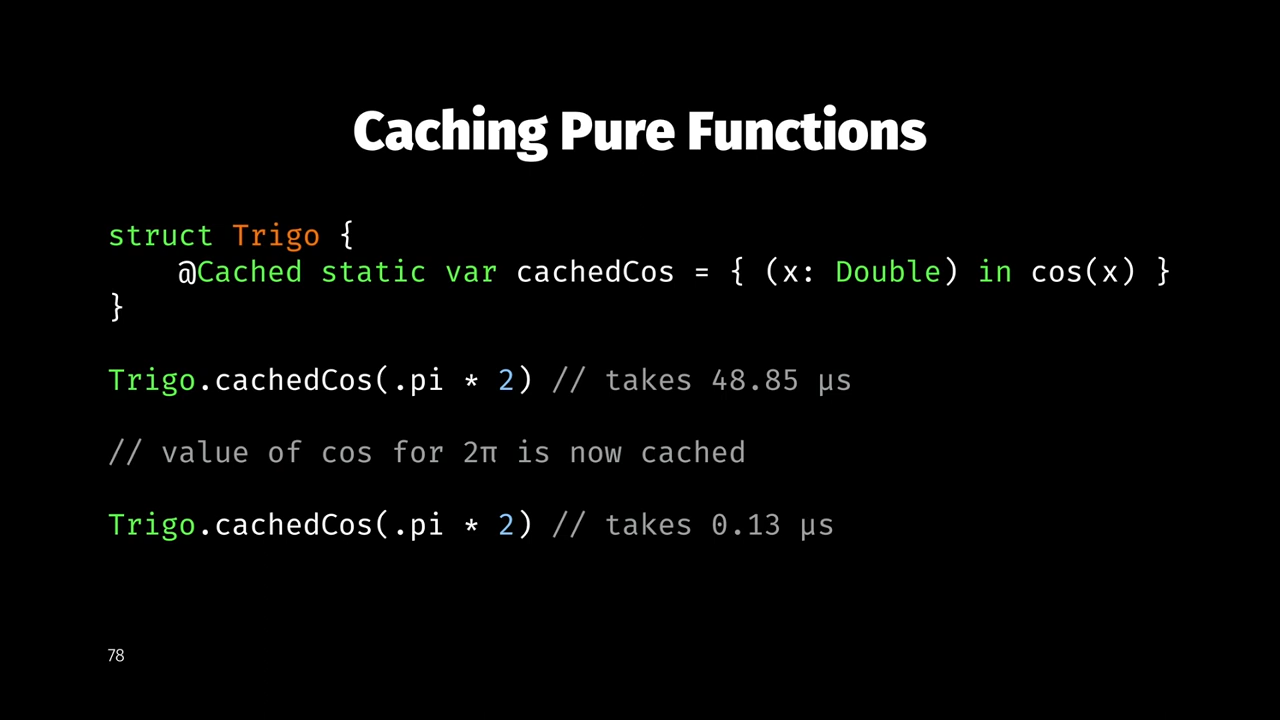 Caching Pure Functions
struct Trigo {
    @Cached static var cachedCos = { (x: Double) in cos(x) }
}
Trigo.cachedCos(.pi * 2) // takes 48.85 μs
// value of cos for 2π is now cached
Trigo.cachedCos(.pi * 2) // takes 0.13 μs
78